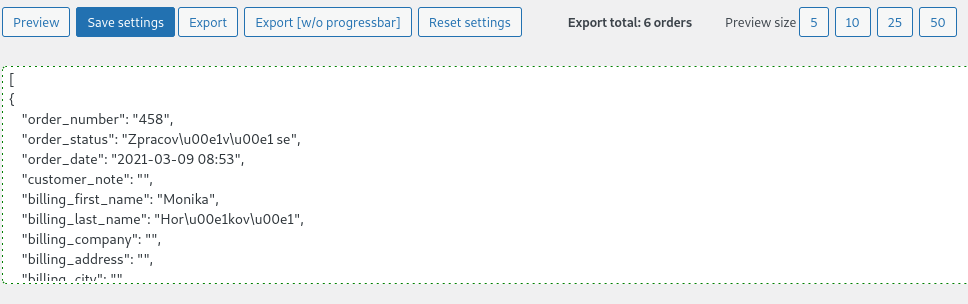 Preview Save settings Export Export [w/o progressbar] Reset settings Export total: 6 orders Preview size 5 10 25 50
[
{
"order_number": "458",
"order_status": "Zpracov\u00e1v\u00e1 se",
"order_date": "2021-03-09 08:53",
"customer_note": "",
"billing_first_name": "Monika",
"billing_last_name": "Hor\u00e1kov\u00e1",
"billing_company": "",
"billing_address": "",
"billing_city": ""